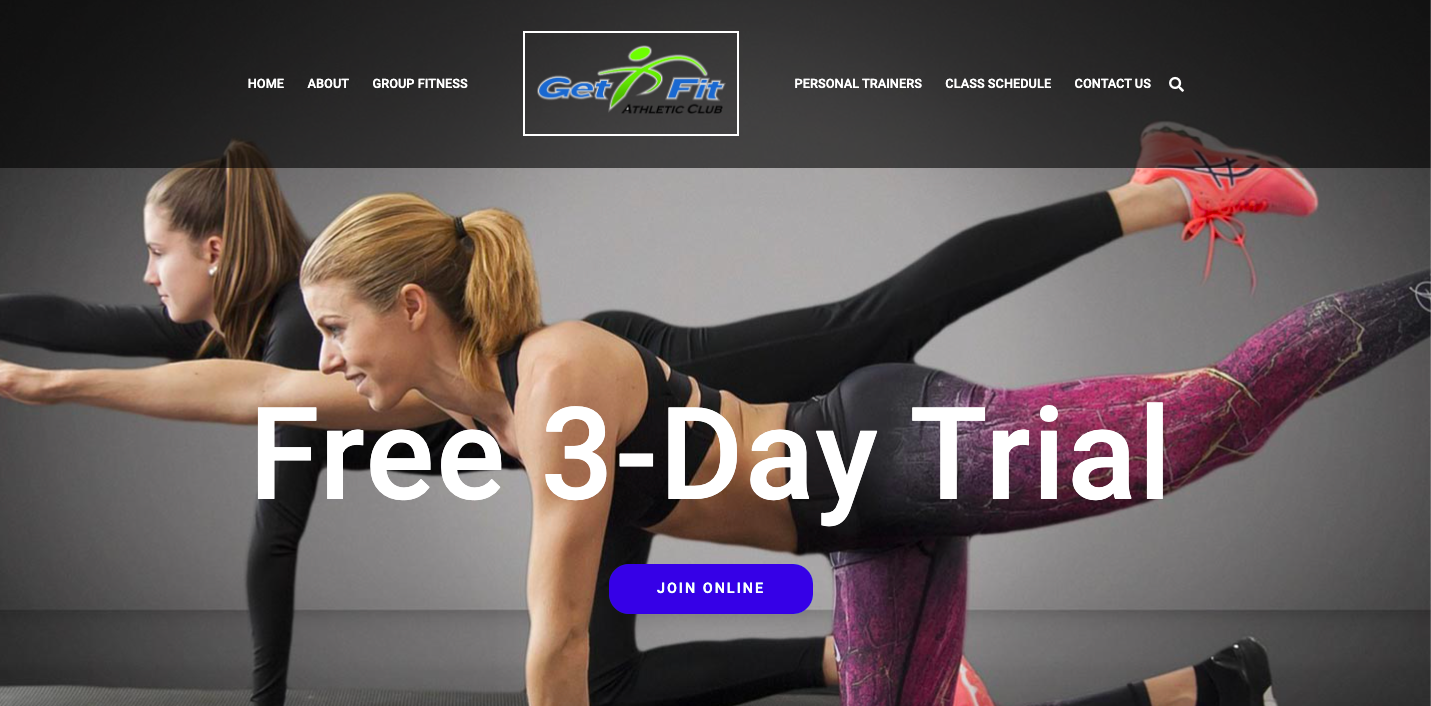 HOME ABOUT GROUP FITNESS
Get Fit
ATHLETIC CLUB
PERSONAL TRAINERS CLASS SCHEDULE CONTACT US
Free 3-Day Trial
JOIN ONLINE